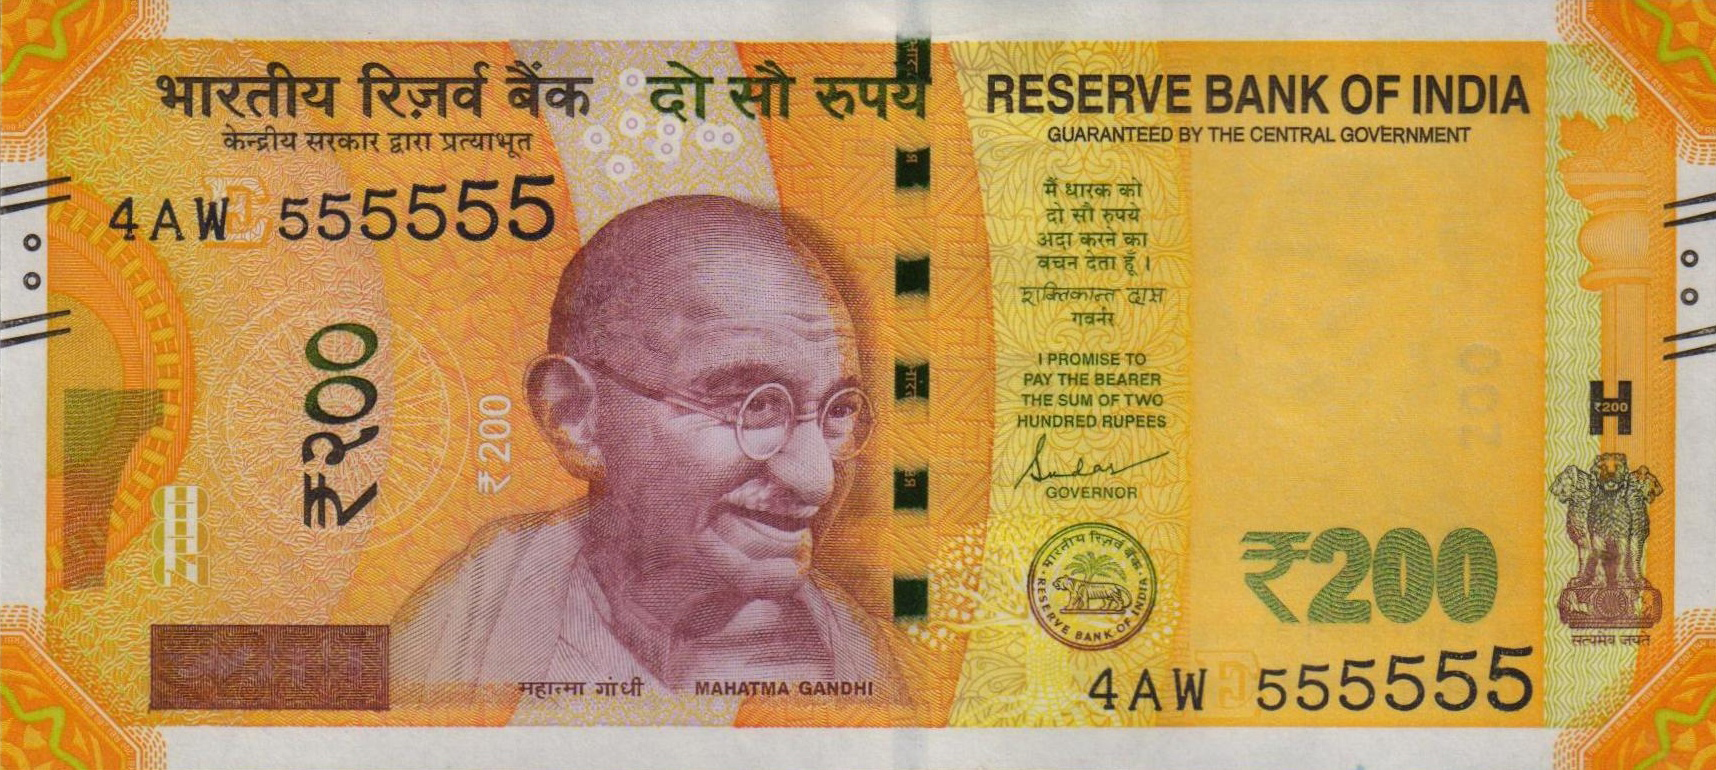 भारतीय रिज़र्व बैंक दो सौ रुपये
केन्द्रीय सरकार द्वारा प्रत्याभूत
4AW 555555
₹२००
₹200
महात्मा गांधी MAHATMA GANDHI
भारत
RESERVE BANK OF INDIA
GUARANTEED BY THE CENTRAL GOVERNMENT
मैं धारक को
दो सौ रुपये
अदा करने का
वचन देता हूँ ।
शक्तिकान्त दास
गवर्नर
I PROMISE TO
PAY THE BEARER
THE SUM OF TWO
HUNDRED RUPEES
GOVERNOR
भारतीय रिज़र्व बैंक
RESERVE BANK OF INDIA
200
₹200
₹200
सत्यमेव जयते
4AW 555555